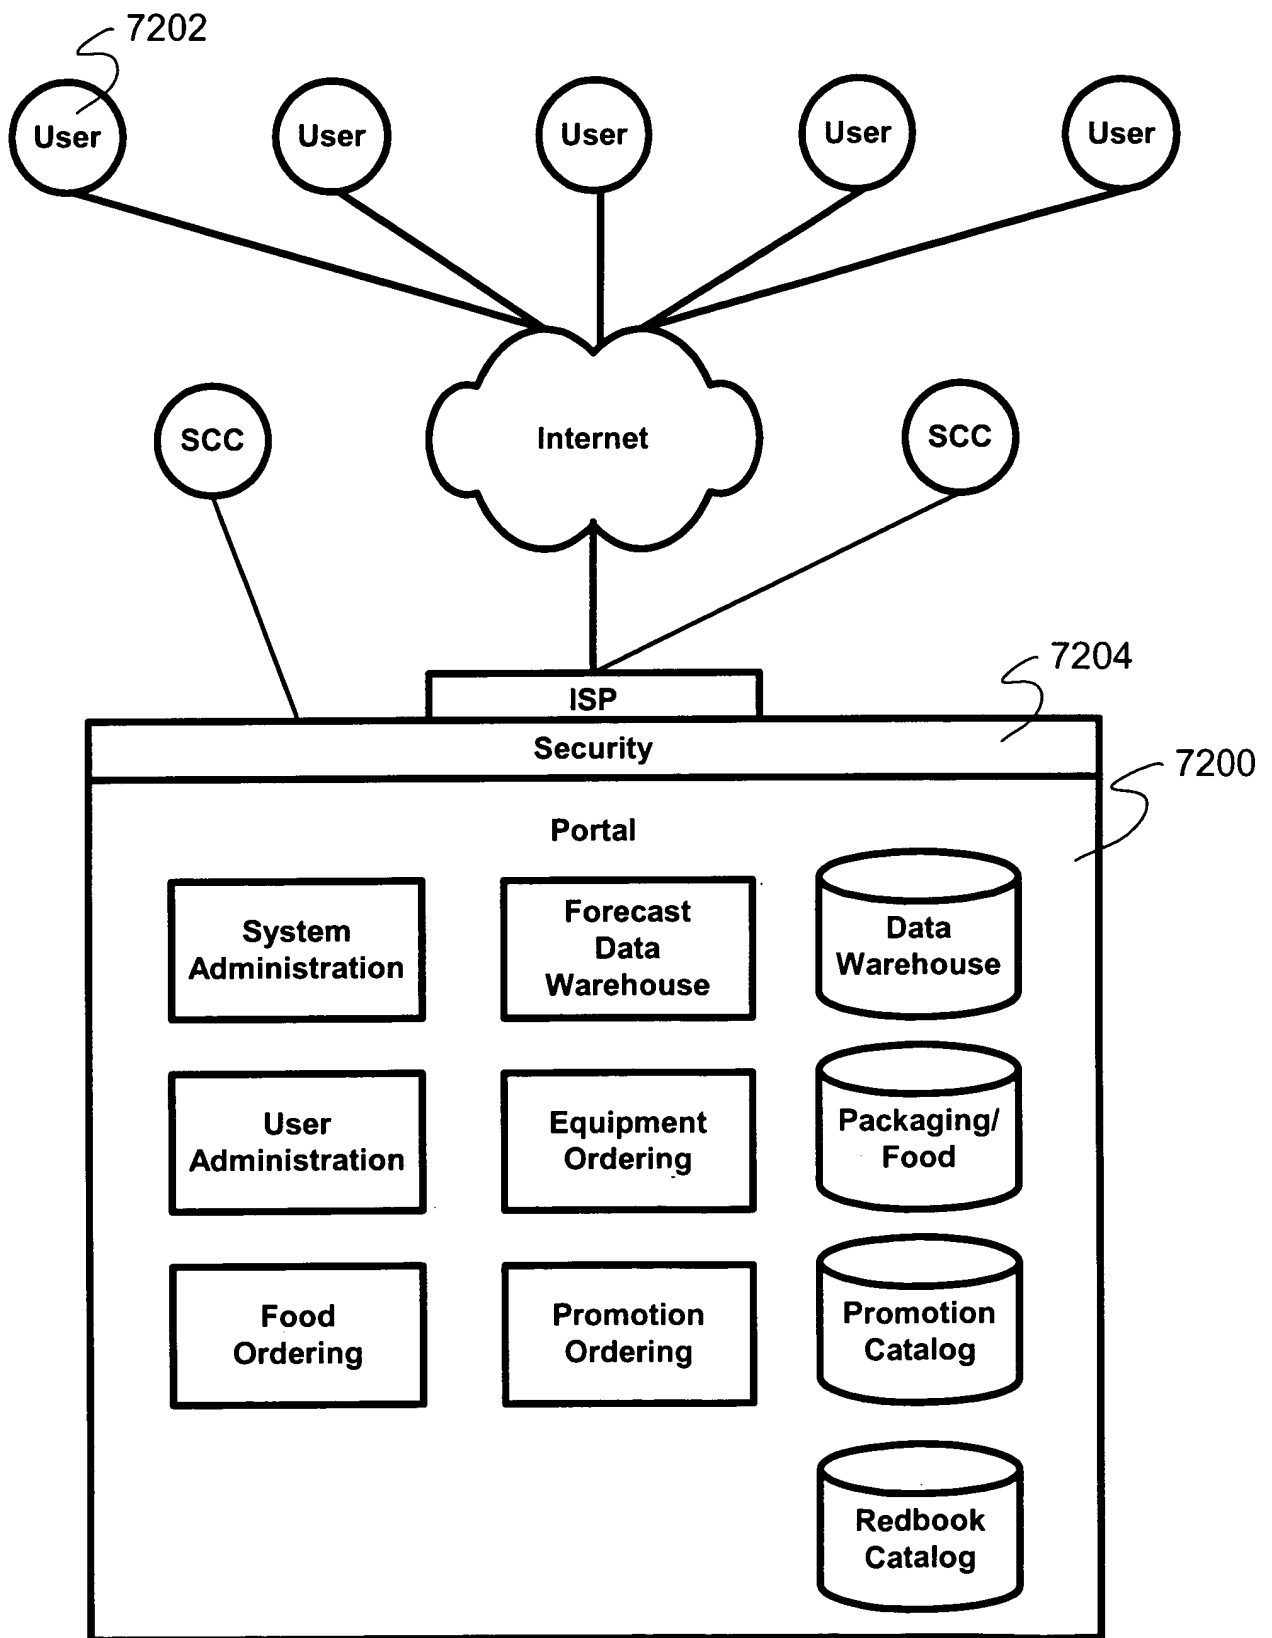 7202
User
User
User
User
User
SCC
Internet
SCC
7204
ISP
Security
7200
Portal
System
Administration
Forecast
Data
Warehouse
Data
Warehouse
User
Administration
Equipment
Ordering
Packaging/
Food
Food
Ordering
Promotion
Ordering
Promotion
Catalog
Redbook
Catalog